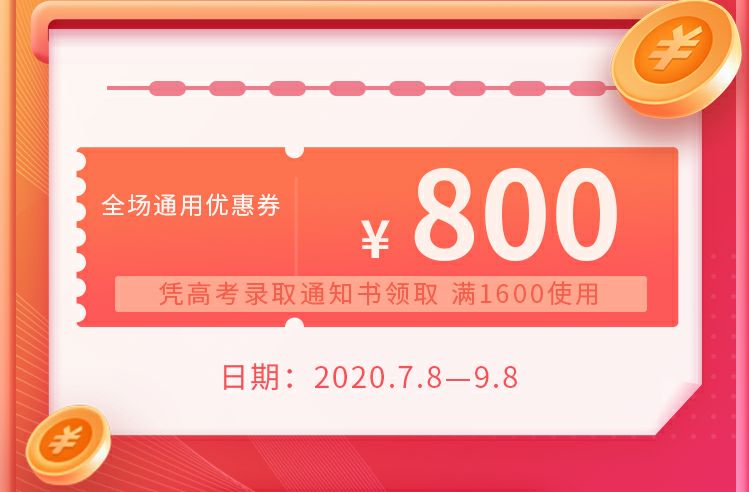 全场通用优惠券
¥ 800
凭高考录取通知书领取 满1600使用
日期：2020.7.8—9.8
¥
¥